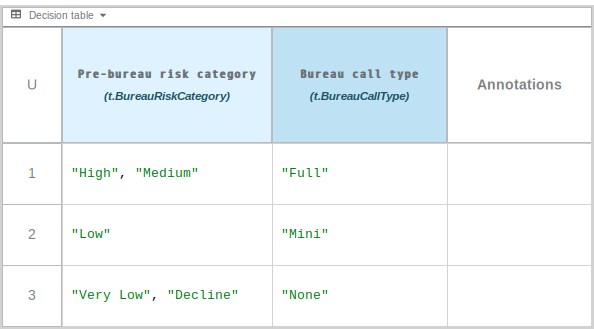 Decision table
U
Pre-bureau risk category
(t.BureauRiskCategory)
Bureau call type
(t.BureauCallType)
Annotations
1
"High", "Medium"
"Full"
2
"Low"
"Mini"
3
"Very Low", "Decline"
"None"